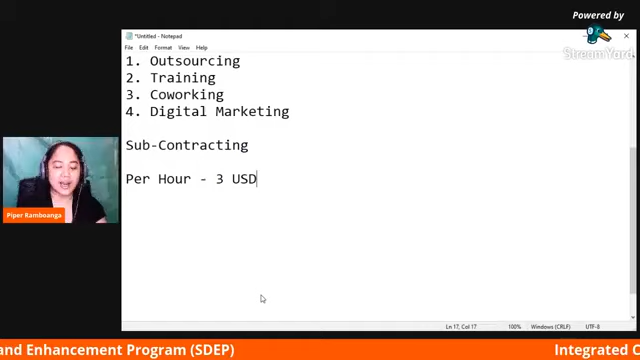 Powered by
StreamYard
*Untitled - Notepad
File Edit Format View Help
1. Outsourcing
2. Training
3. Coworking
4. Digital Marketing
Sub-Contracting
Per Hour - 3 USD
Piper Ramboanga
Ln 17, Col 17 100% Windows (CRLF) UTF-8
and Enhancement Program (SDEP) Integrated C